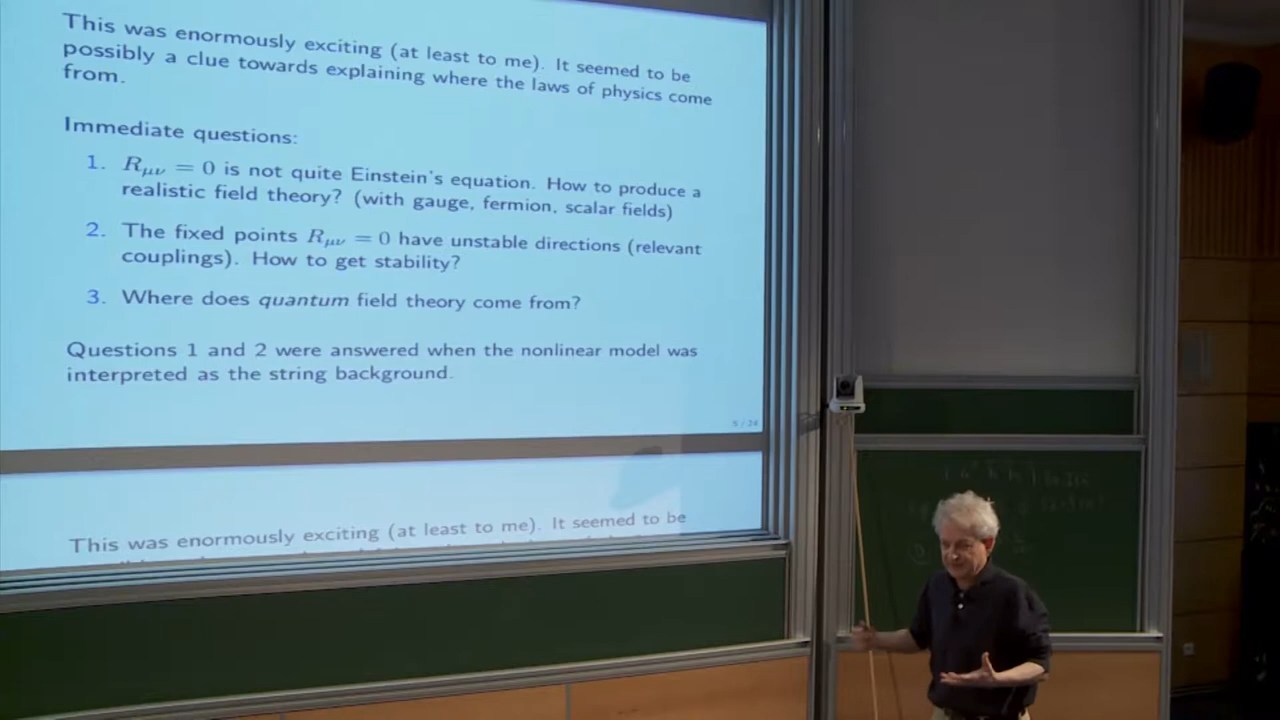 This was enormously exciting (at least to me). It seemed to be
possibly a clue towards explaining where the laws of physics come
from.
Immediate questions:
1. R_{μν} = 0 is not quite Einstein's equation. How to produce a
realistic field theory? (with gauge, fermion, scalar fields)
2. The fixed points R_{μν} = 0 have unstable directions (relevant
couplings). How to get stability?
3. Where does quantum field theory come from?
Questions 1 and 2 were answered when the nonlinear model was
interpreted as the string background.
5 / 24
This was enormously exciting (at least to me). It seemed to be